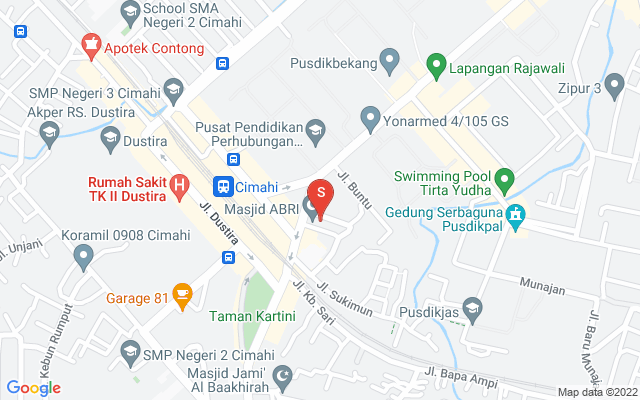 School SMA
Negeri 2 Cimahi
Apotek Contong
Pusdikbekang
Lapangan Rajawali
SMP Negeri 3 Cimahi
Zipur 3
Akper RS. Dustira
Yonarmed 4/105 GS
Dustira
Pusat Pendidikan
Perhubungan...
Rumah Sakit
TK II Dustira
Cimahi
Jl. Buntu
Swimming Pool
Tirta Yudha
S
Masjid ABRI
Gedung Serbaguna
Pusdikpal
Jl. Dustira
Koramil 0908 Cimahi
Jl. Unjani
Munajan
Garage 81
Jl. Sukimun
Jl. Kb. Sari
Taman Kartini
Pusdikjas
Jl. Baru Munak
Kebun Rumput
SMP Negeri 2 Cimahi
Masjid Jami'
Al Baakhirah
Jl. Bapa Ampi
Google
Map data ©2022